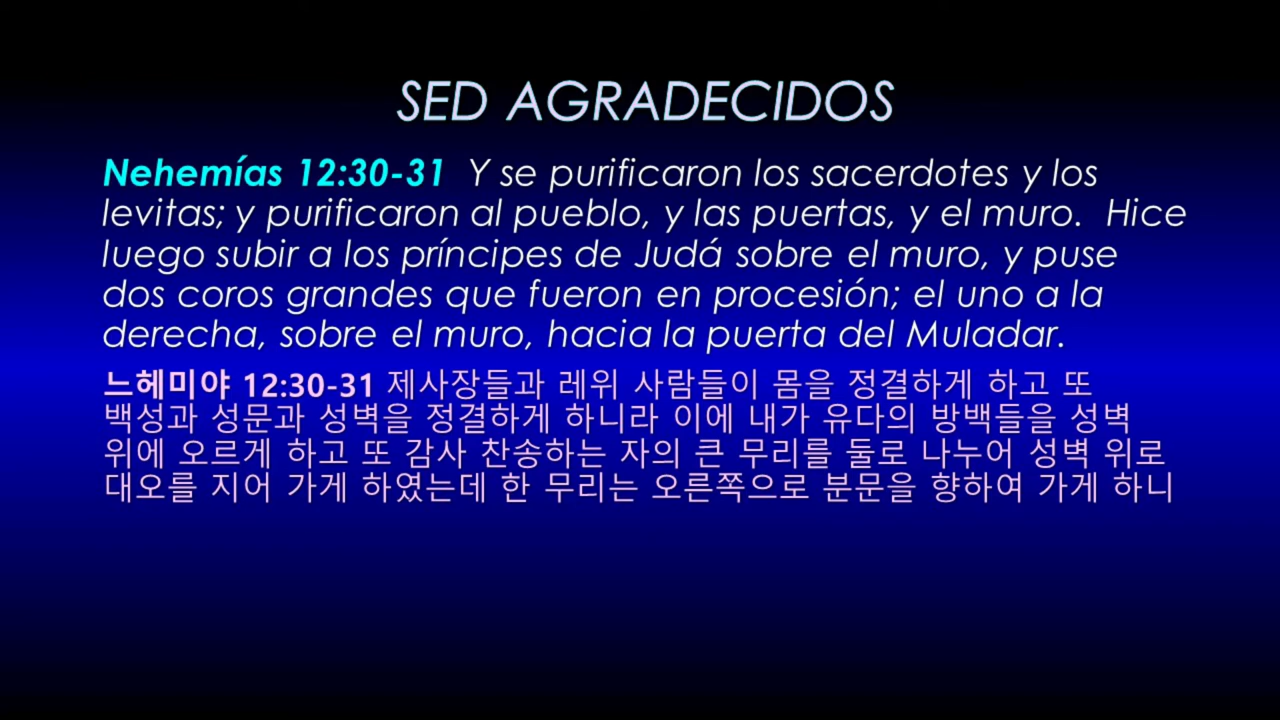 SED AGRADECIDOS
Nehemías 12:30-31 Y se purificaron los sacerdotes y los
levitas; y purificaron al pueblo, y las puertas, y el muro. Hice
luego subir a los príncipes de Judá sobre el muro, y puse
dos coros grandes que fueron en procesión; el uno a la
derecha, sobre el muro, hacia la puerta del Muladar.
느헤미야 12:30-31 제사장들과 레위 사람들이 몸을 정결하게 하고 또
백성과 성문과 성벽을 정결하게 하니라 이에 내가 유다의 방백들을 성벽
위에 오르게 하고 또 감사 찬송하는 자의 큰 무리를 둘로 나누어 성벽 위로
대오를 지어 가게 하였는데 한 무리는 오른쪽으로 분문을 향하여 가게 하니